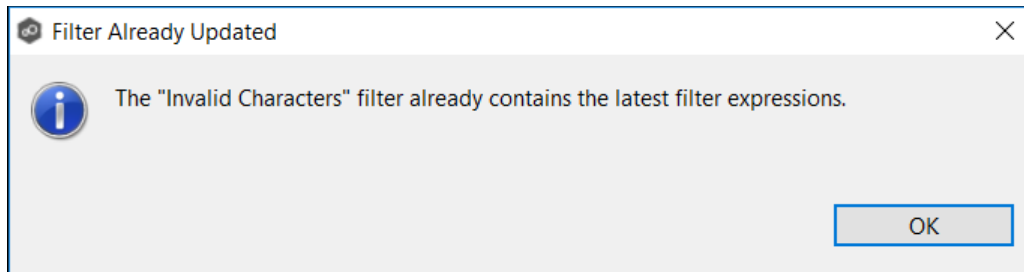 Filter Already Updated
The "Invalid Characters" filter already contains the latest filter expressions.
OK